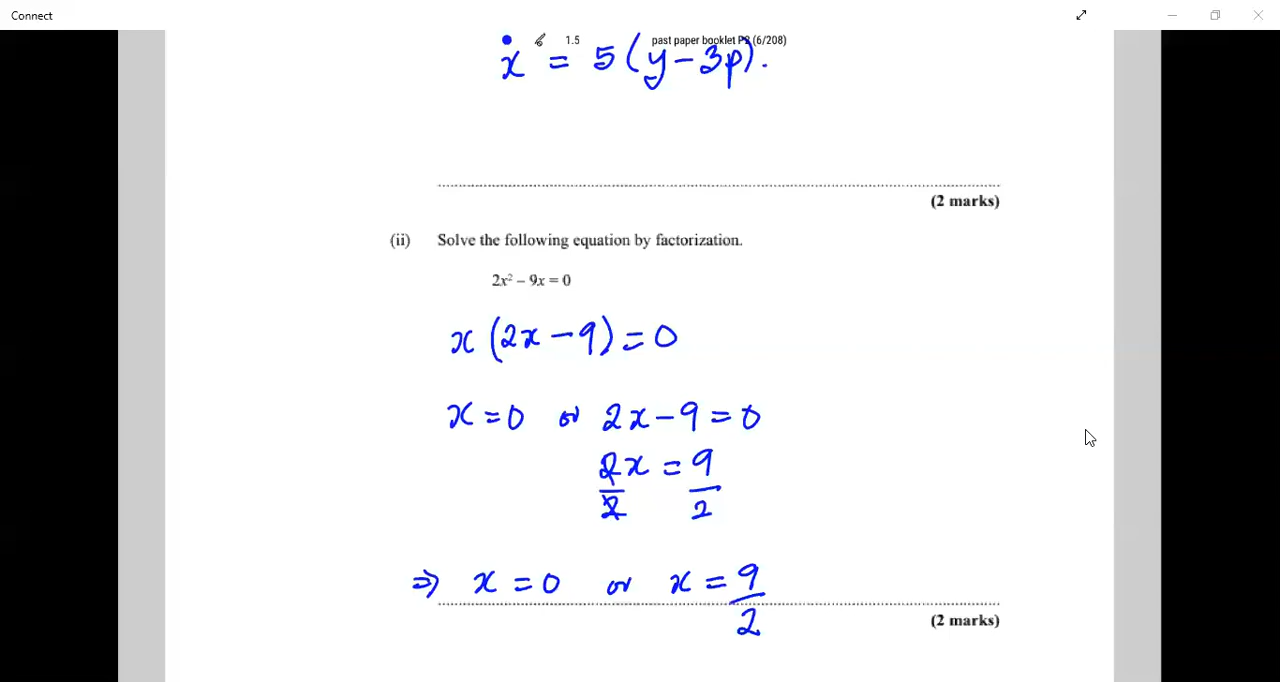 Connect
1.5 past paper booklet P2 (6/208)
x = 5(y-3p).
(2 marks)
(ii) Solve the following equation by factorization.
2x² – 9x = 0
x(2x-9)=0
x=0 or 2x-9=0
2x/2 = 9/2
⇒ x=0 or x=9/2
(2 marks)